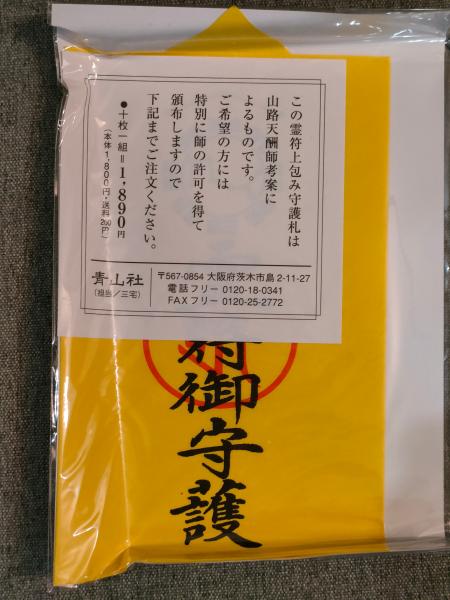 この霊符上包み守護札は
山路天酬師考案に
よるものです。
ご希望の方には
特別に師の許可を得て
頒布しますので
下記までご注文ください。
●十枚一組＝1,890円
（本体1,800円・送料200円）
青山社
（担当／三宅）
〒567-0854 大阪府茨木市島2-11-27
電話フリー 0120-18-0341
FAXフリー 0120-25-2772
符御守護